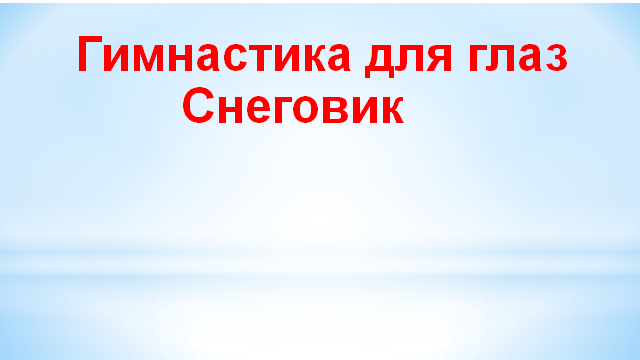 Гимнастика для глаз
Снеговик